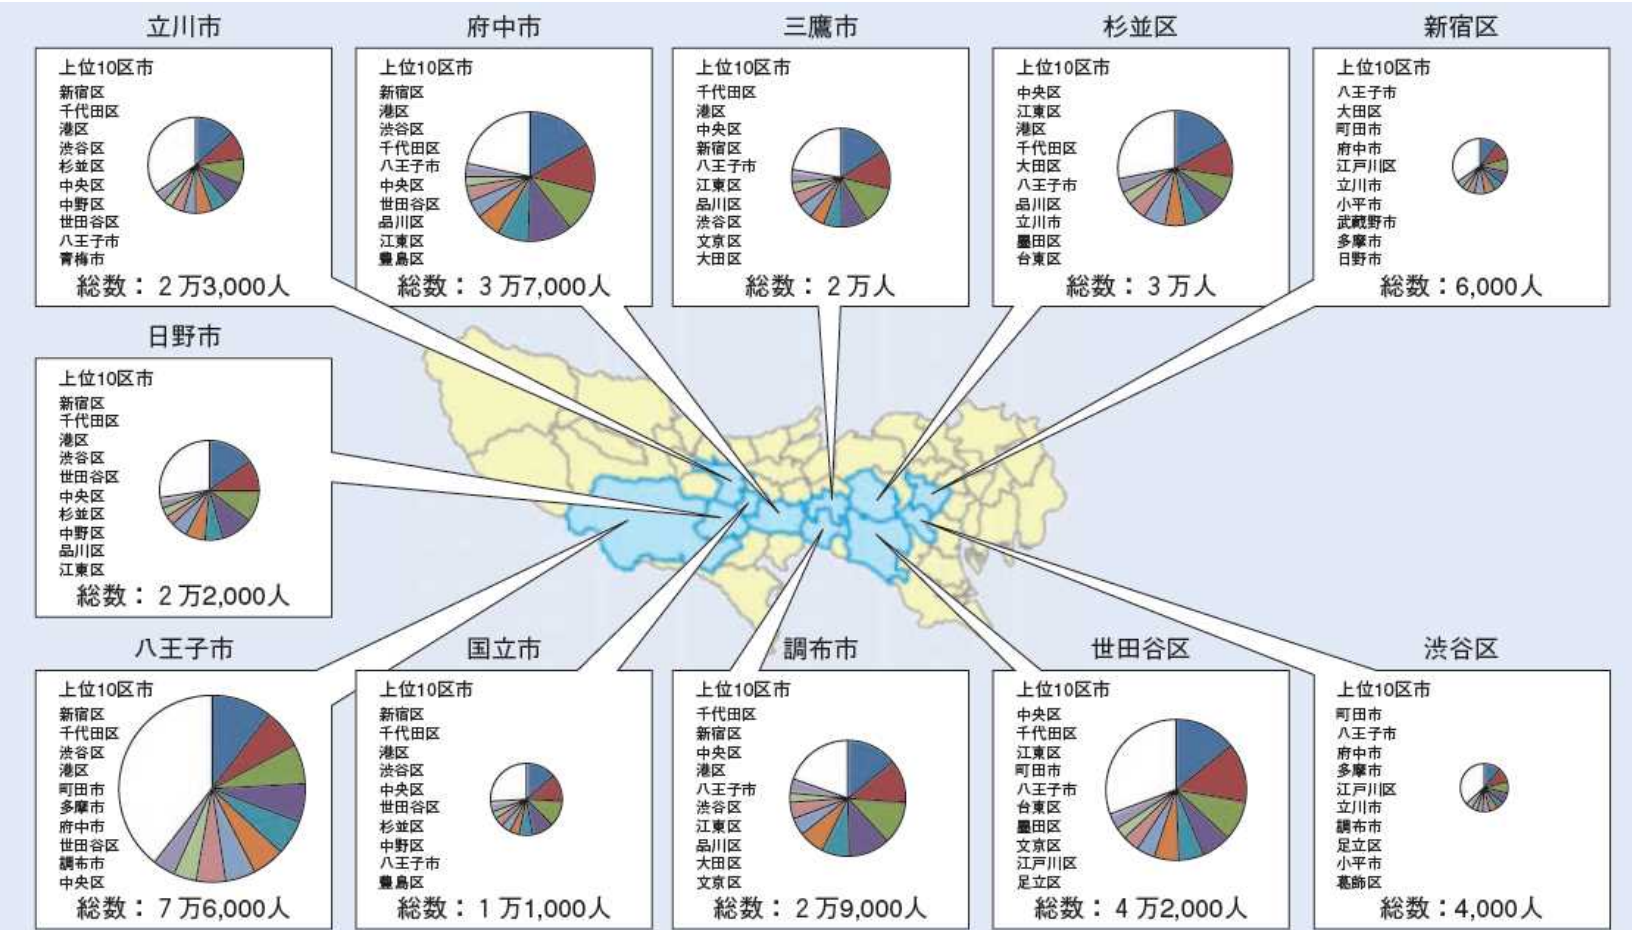 立川市
上位10区市
新宿区
千代田区
港区
渋谷区
杉並区
中央区
中野区
世田谷区
八王子市
青梅市
総数：2万3,000人
府中市
上位10区市
新宿区
港区
渋谷区
千代田区
八王子市
中央区
世田谷区
品川区
江東区
豊島区
総数：3万7,000人
三鷹市
上位10区市
千代田区
港区
中央区
新宿区
八王子市
江東区
品川区
渋谷区
文京区
大田区
総数：2万人
杉並区
上位10区市
中央区
江東区
港区
千代田区
大田区
八王子市
品川区
立川市
墨田区
台東区
総数：3万人
新宿区
上位10区市
八王子市
大田区
町田市
府中市
江戸川区
立川市
小平市
武蔵野市
多摩市
日野市
総数：6,000人
日野市
上位10区市
新宿区
千代田区
港区
渋谷区
世田谷区
中央区
杉並区
中野区
品川区
江東区
総数：2万2,000人
八王子市
上位10区市
新宿区
千代田区
渋谷区
港区
町田市
多摩市
府中市
世田谷区
調布市
中央区
総数：7万6,000人
国立市
上位10区市
新宿区
千代田区
港区
渋谷区
中央区
世田谷区
杉並区
中野区
八王子市
豊島区
総数：1万1,000人
調布市
上位10区市
千代田区
新宿区
中央区
港区
八王子市
渋谷区
江東区
品川区
大田区
文京区
総数：2万9,000人
世田谷区
上位10区市
中央区
千代田区
江東区
町田市
八王子市
台東区
墨田区
文京区
江戸川区
足立区
総数：4万2,000人
渋谷区
上位10区市
町田市
八王子市
府中市
多摩市
江戸川区
立川市
調布市
足立区
小平市
葛飾区
総数：4,000人